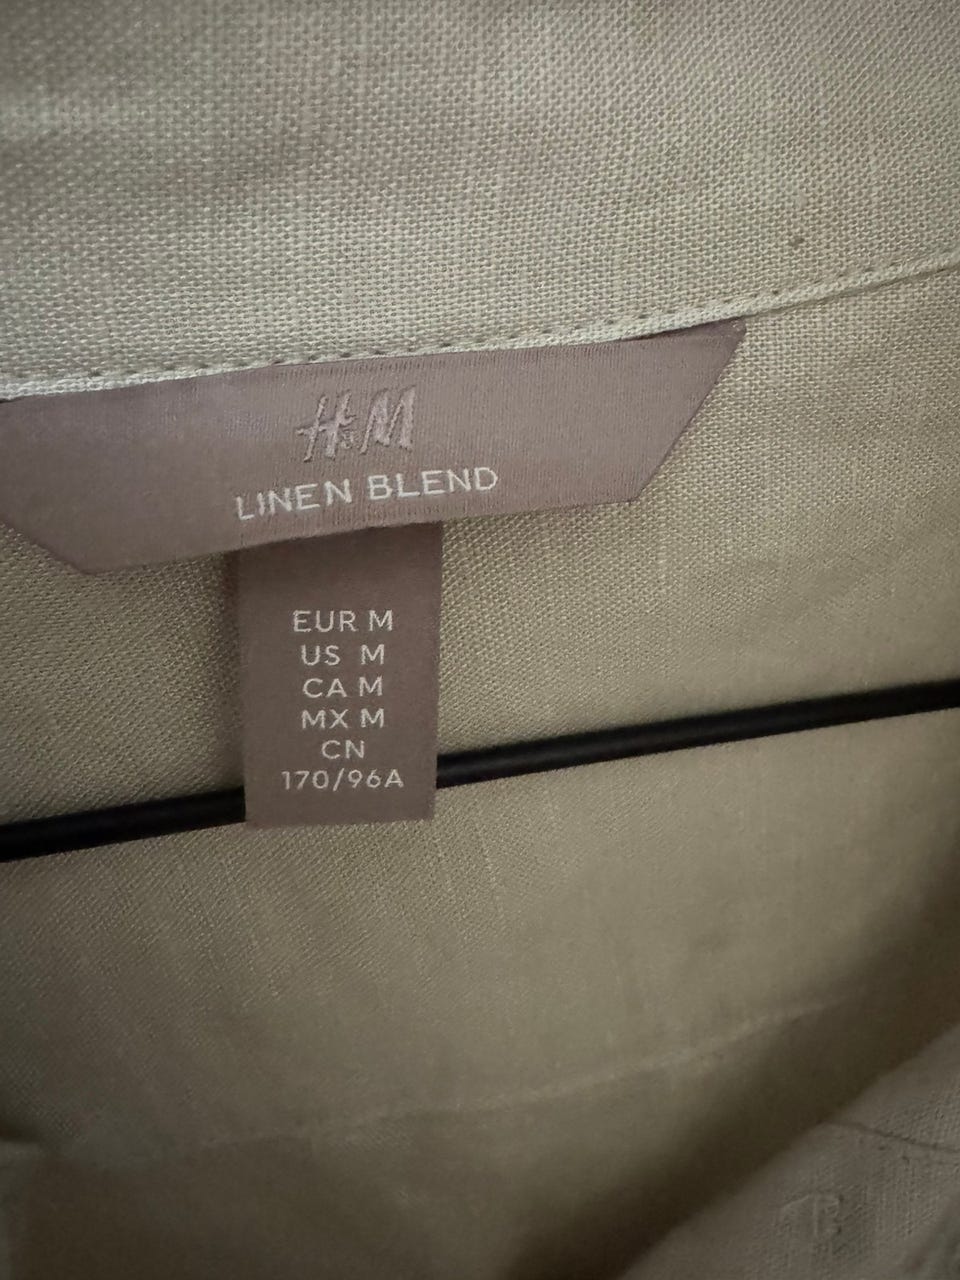 H&M
LINEN BLEND
EUR M
US M
CA M
MX M
CN
170/96A